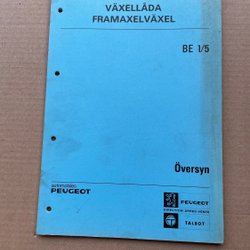 VÄXELLÅDA
FRAMAXELVÄXEL
BE 1/5
Översyn
automobiles
PEUGEOT
PEUGEOT
TALBOT